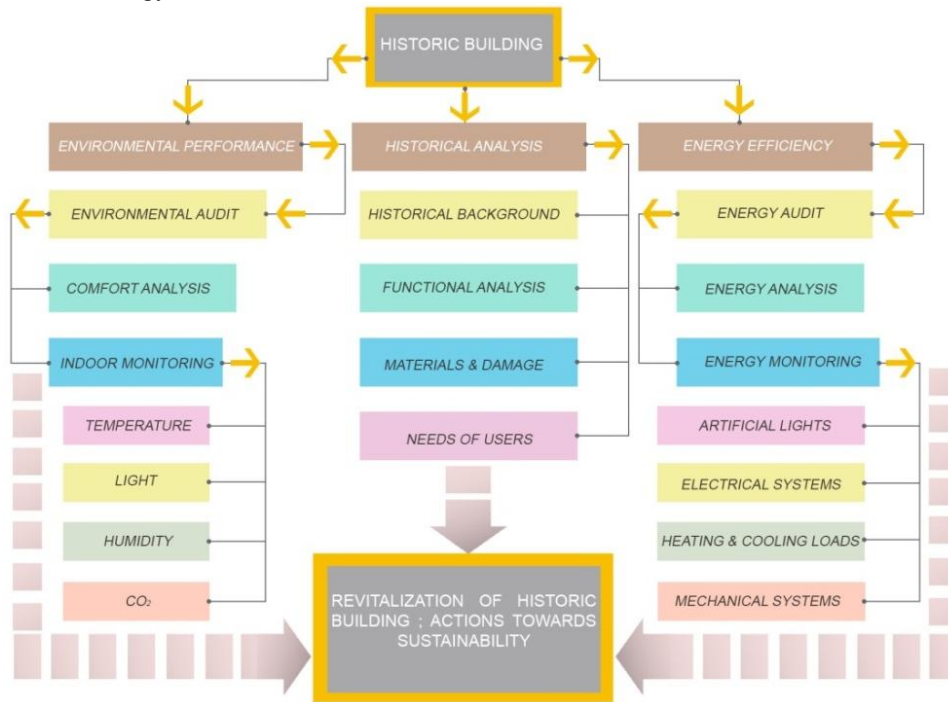 HISTORIC BUILDING
ENVIRONMENTAL PERFORMANCE
HISTORICAL ANALYSIS
ENERGY EFFICIENCY
ENVIRONMENTAL AUDIT
HISTORICAL BACKGROUND
ENERGY AUDIT
COMFORT ANALYSIS
FUNCTIONAL ANALYSIS
ENERGY ANALYSIS
INDOOR MONITORING
MATERIALS & DAMAGE
ENERGY MONITORING
TEMPERATURE
NEEDS OF USERS
ARTIFICIAL LIGHTS
LIGHT
ELECTRICAL SYSTEMS
HUMIDITY
HEATING & COOLING LOADS
CO₂
MECHANICAL SYSTEMS
REVITALIZATION OF HISTORIC
BUILDING ; ACTIONS TOWARDS
SUSTAINABILITY